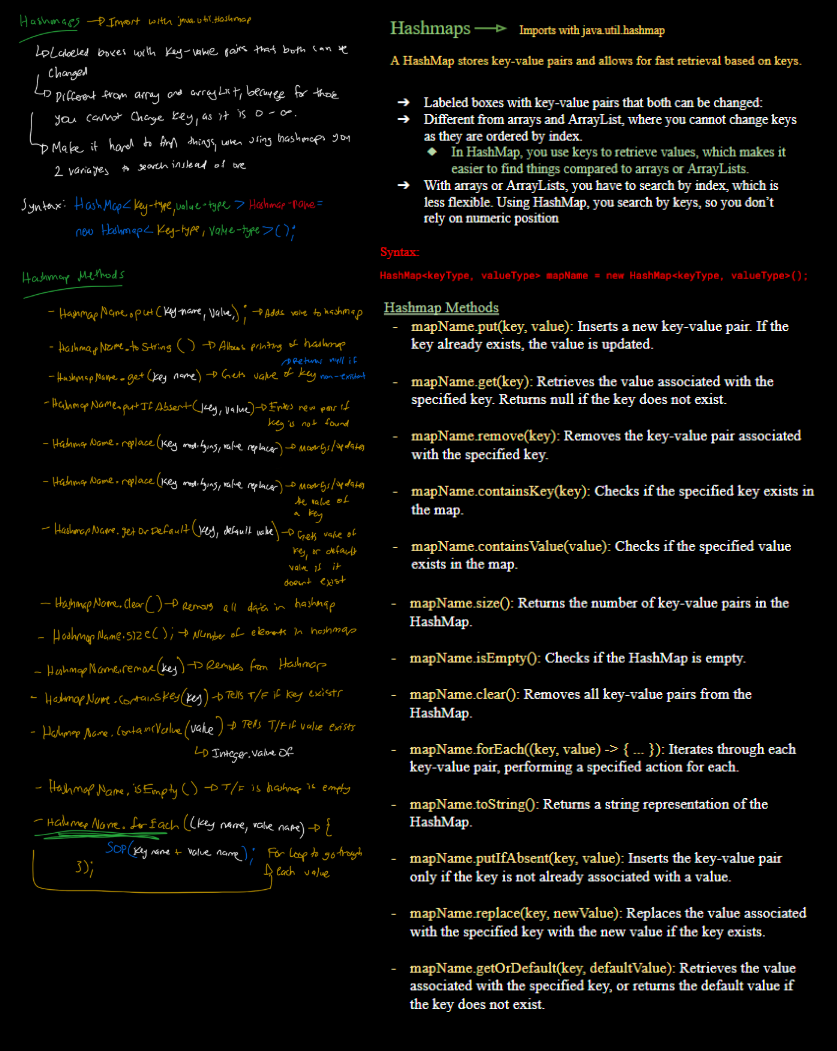 Hashmaps → Import with java.util.Hashmap
↳ Labeled boxes with key-value pairs that both can be
changed
↳ Different from array and arrayList, because for those
you cannot change key, as it is 0 - ∞.
↳ Make it hard to find things, when using hashmaps you
2 variables to search instead of one
Syntax: HashMap< key-type, value-type > Hashmap-name =
new Hashmap< key-type, value-type >();
Hashmap Methods
- HashmapName.put(key-name, value); → Adds value to hashmap
- HashmapName.toString() → Allows printing of hashmap
- HashmapName.get(key name) → Gets value of key → Returns null if
non-existent
- HashmapName.putIfAbsent(key, value) → Enters new pair if
key is not found
- HashmapName.replace(key modifying, value replacer) → Modifys/updates
- HashmapName.replace(key modifying, value replacer) → Modifys/updates
the value of
a key
- HashmapName.getOrDefault(key, default value) → Gets value of
key, or default
value if it
doesnt exist
- HashmapName.clear() → Removes all data in hashmap
- HashmapName.size(); → Number of elements in hashmap
- HashmapName.remove(key) → Removes from Hashmap
- HashmapName.containsKey(key) → Tells T/F if key exists
- HashmapName.containsValue(value) → Tells T/F if value exists
↳ Integer.value of
- HashmapName.isEmpty() → T/F is hashmap is empty
- HashmapName.forEach((key name, value name) → {
SOP(key name + value name); For loop to go through
}); each value
Hashmaps → Imports with java.util.hashmap
A HashMap stores key-value pairs and allows for fast retrieval based on keys.
➔ Labeled boxes with key-value pairs that both can be changed:
➔ Different from arrays and ArrayList, where you cannot change keys
as they are ordered by index.
◆ In HashMap, you use keys to retrieve values, which makes it
easier to find things compared to arrays or ArrayLists.
➔ With arrays or ArrayLists, you have to search by index, which is
less flexible. Using HashMap, you search by keys, so you don't
rely on numeric position
Syntax:
HashMap<keyType, valueType> mapName = new HashMap<keyType, valueType>();
Hashmap Methods
- mapName.put(key, value): Inserts a new key-value pair. If the
key already exists, the value is updated.
- mapName.get(key): Retrieves the value associated with the
specified key. Returns null if the key does not exist.
- mapName.remove(key): Removes the key-value pair associated
with the specified key.
- mapName.containsKey(key): Checks if the specified key exists in
the map.
- mapName.containsValue(value): Checks if the specified value
exists in the map.
- mapName.size(): Returns the number of key-value pairs in the
HashMap.
- mapName.isEmpty(): Checks if the HashMap is empty.
- mapName.clear(): Removes all key-value pairs from the
HashMap.
- mapName.forEach((key, value) -> { ... }): Iterates through each
key-value pair, performing a specified action for each.
- mapName.toString(): Returns a string representation of the
HashMap.
- mapName.putIfAbsent(key, value): Inserts the key-value pair
only if the key is not already associated with a value.
- mapName.replace(key, newValue): Replaces the value associated
with the specified key with the new value if the key exists.
- mapName.getOrDefault(key, defaultValue): Retrieves the value
associated with the specified key, or returns the default value if
the key does not exist.